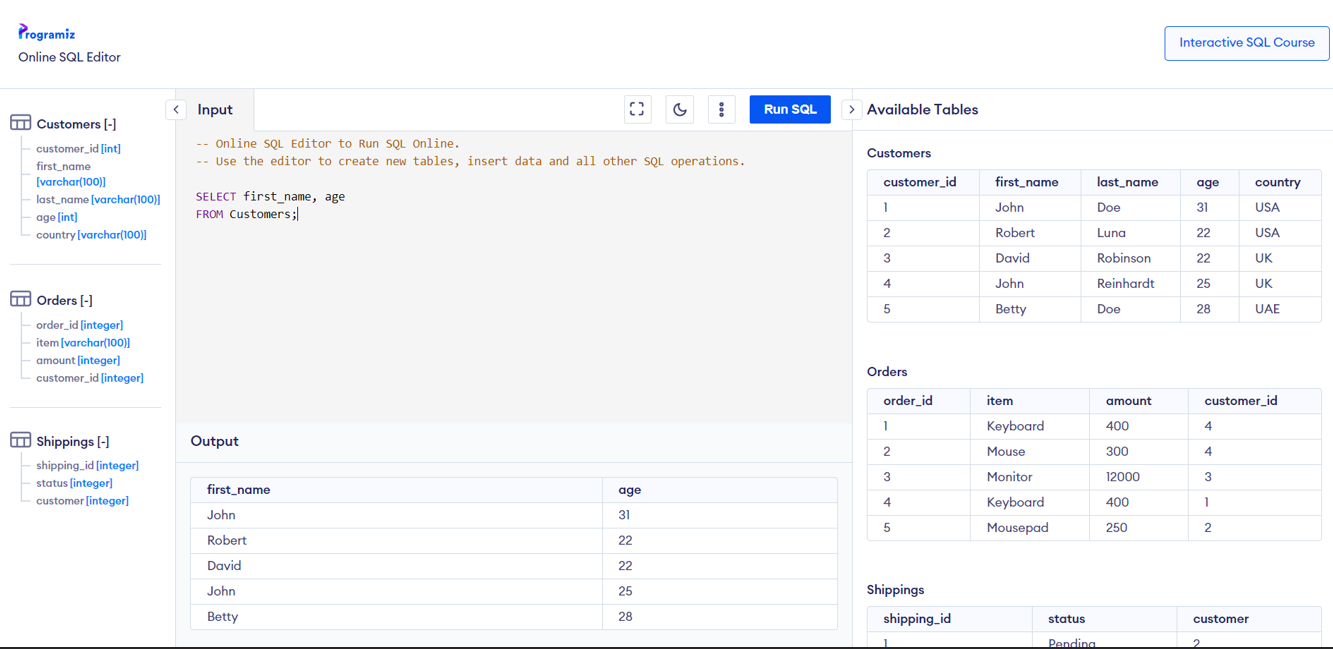 Programiz
Online SQL Editor
Interactive SQL Course
Customers [-]
customer_id [int]
first_name
[varchar(100)]
last_name [varchar(100)]
age [int]
country [varchar(100)]
Orders [-]
order_id [integer]
item [varchar(100)]
amount [integer]
customer_id [integer]
Shippings [-]
shipping_id [integer]
status [integer]
customer [integer]
Input
Run SQL
-- Online SQL Editor to Run SQL Online.
-- Use the editor to create new tables, insert data and all other SQL operations.
SELECT first_name, age
FROM Customers;
Output
first_name age
John 31
Robert 22
David 22
John 25
Betty 28
Available Tables
Customers
customer_id first_name last_name age country
1 John Doe 31 USA
2 Robert Luna 22 USA
3 David Robinson 22 UK
4 John Reinhardt 25 UK
5 Betty Doe 28 UAE
Orders
order_id item amount customer_id
1 Keyboard 400 4
2 Mouse 300 4
3 Monitor 12000 3
4 Keyboard 400 1
5 Mousepad 250 2
Shippings
shipping_id status customer
1 Pending 2